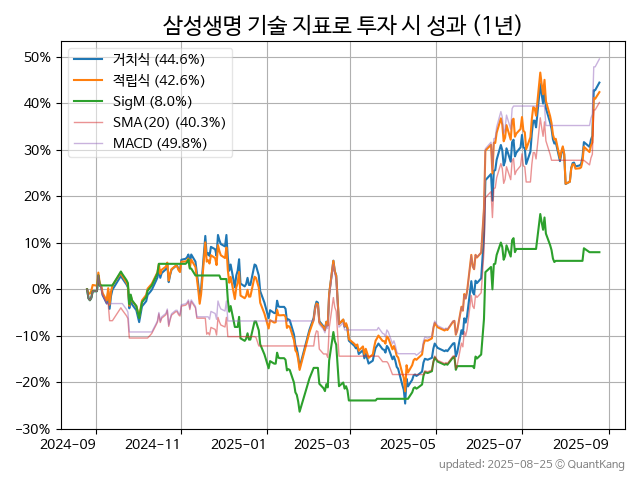 삼성생명 기술 지표로 투자 시 성과 (1년)
거치식 (44.6%)
적립식 (42.6%)
SigM (8.0%)
SMA(20) (40.3%)
MACD (49.8%)
50%
40%
30%
20%
10%
0%
−10%
−20%
−30%
2024-09 2024-11 2025-01 2025-03 2025-05 2025-07 2025-09
updated: 2025-08-25 © QuantKang